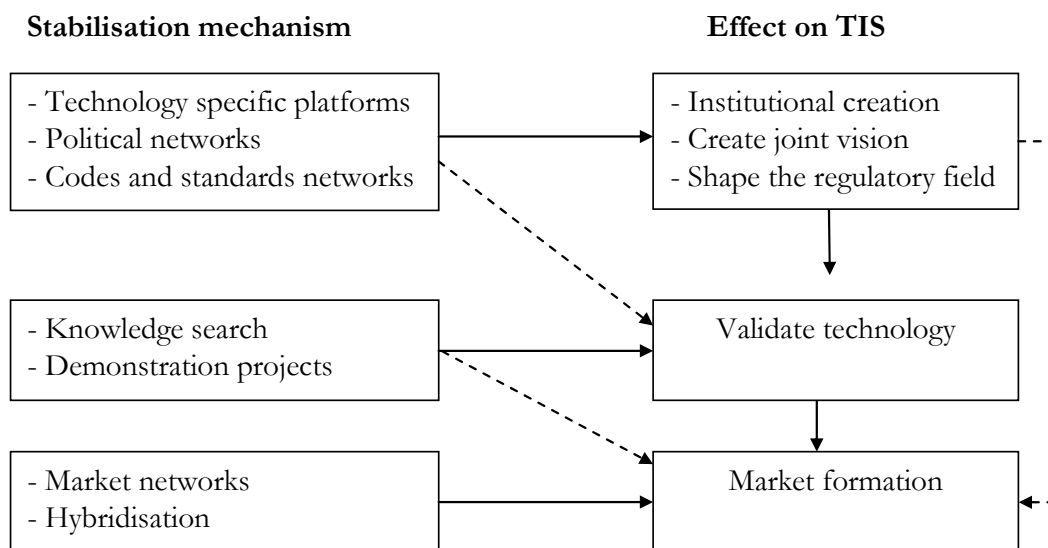 Stabilisation mechanism
Effect on TIS
- Technology specific platforms
- Political networks
- Codes and standards networks
- Institutional creation
- Create joint vision
- Shape the regulatory field
- Knowledge search
- Demonstration projects
Validate technology
- Market networks
- Hybridisation
Market formation